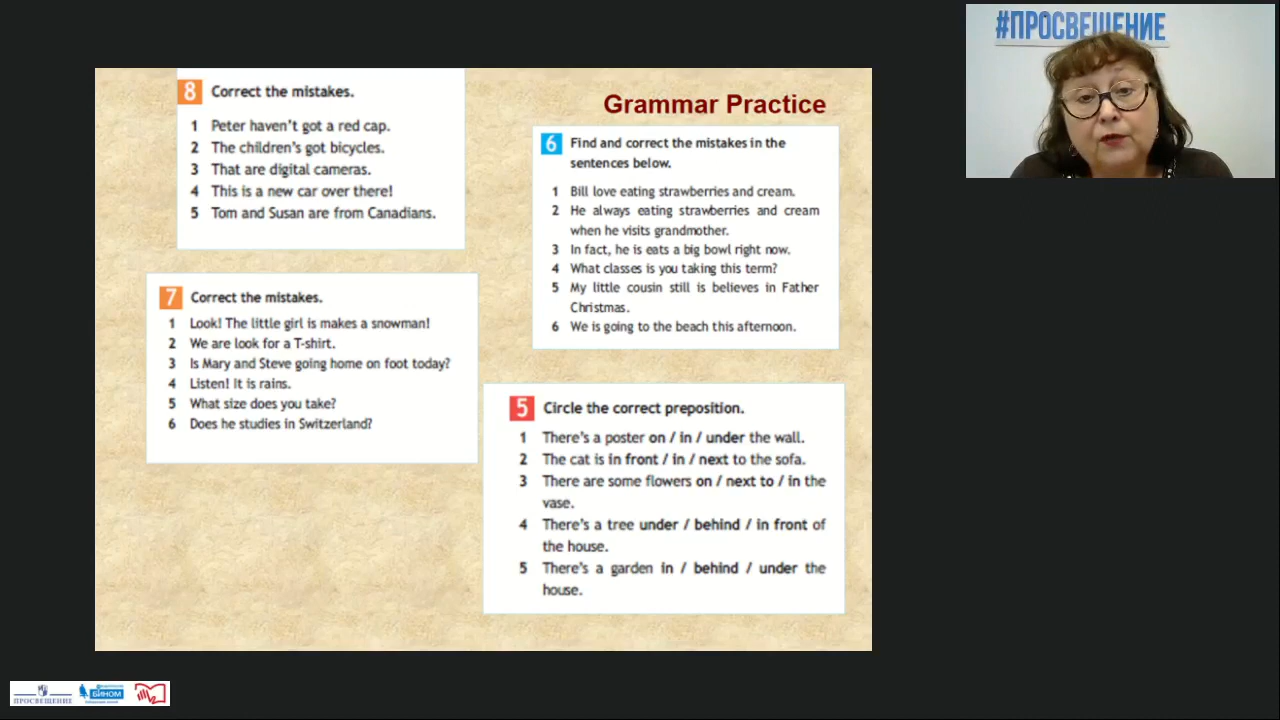 #ПРОСВЕЩЕНИЕ
Grammar Practice
8 Correct the mistakes.
1 Peter haven't got a red cap.
2 The children's got bicycles.
3 That are digital cameras.
4 This is a new car over there!
5 Tom and Susan are from Canadians.
6 Find and correct the mistakes in the
sentences below.
1 Bill love eating strawberries and cream.
2 He always eating strawberries and cream
when he visits grandmother.
3 In fact, he is eats a big bowl right now.
4 What classes is you taking this term?
5 My little cousin still is believes in Father
Christmas.
6 We is going to the beach this afternoon.
7 Correct the mistakes.
1 Look! The little girl is makes a snowman!
2 We are look for a T-shirt.
3 Is Mary and Steve going home on foot today?
4 Listen! It is rains.
5 What size does you take?
6 Does he studies in Switzerland?
5 Circle the correct preposition.
1 There's a poster on / in / under the wall.
2 The cat is in front / in / next to the sofa.
3 There are some flowers on / next to / in the
vase.
4 There's a tree under / behind / in front of
the house.
5 There's a garden in / behind / under the
house.
ПРОСВЕЩЕНИЕ
БИНОМ